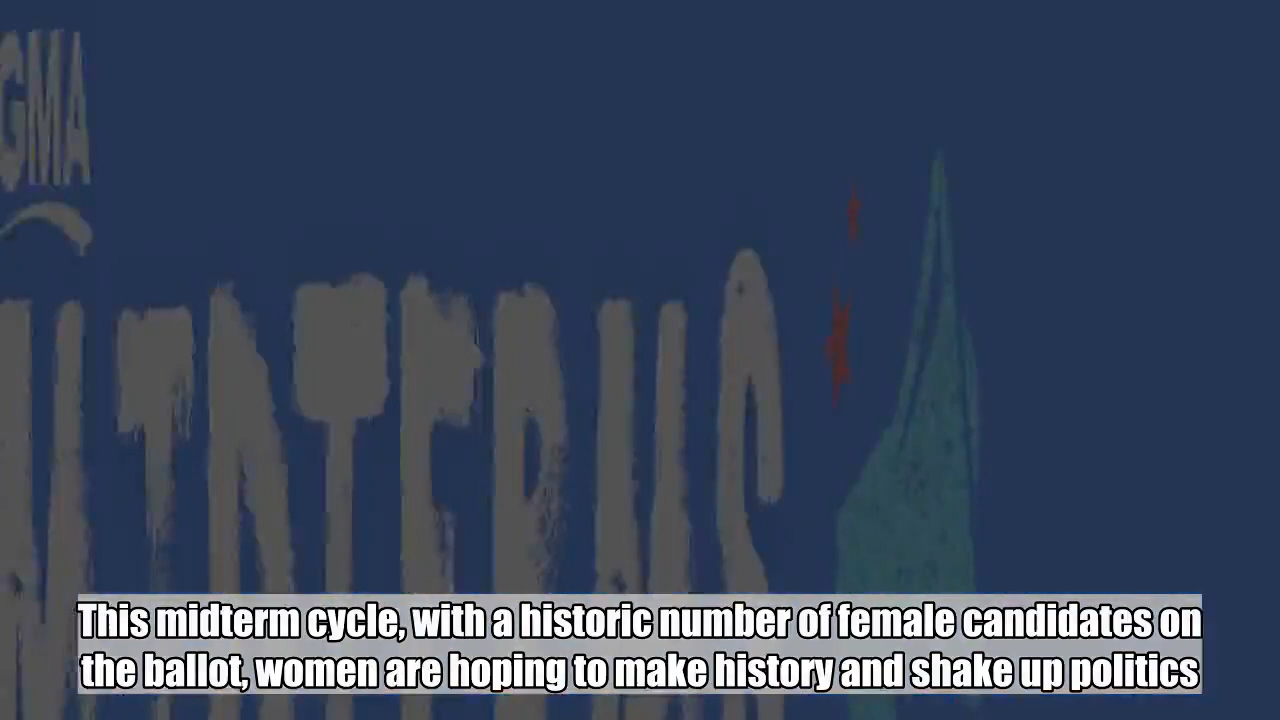 GMA
This midterm cycle, with a historic number of female candidates on
the ballot, women are hoping to make history and shake up politics